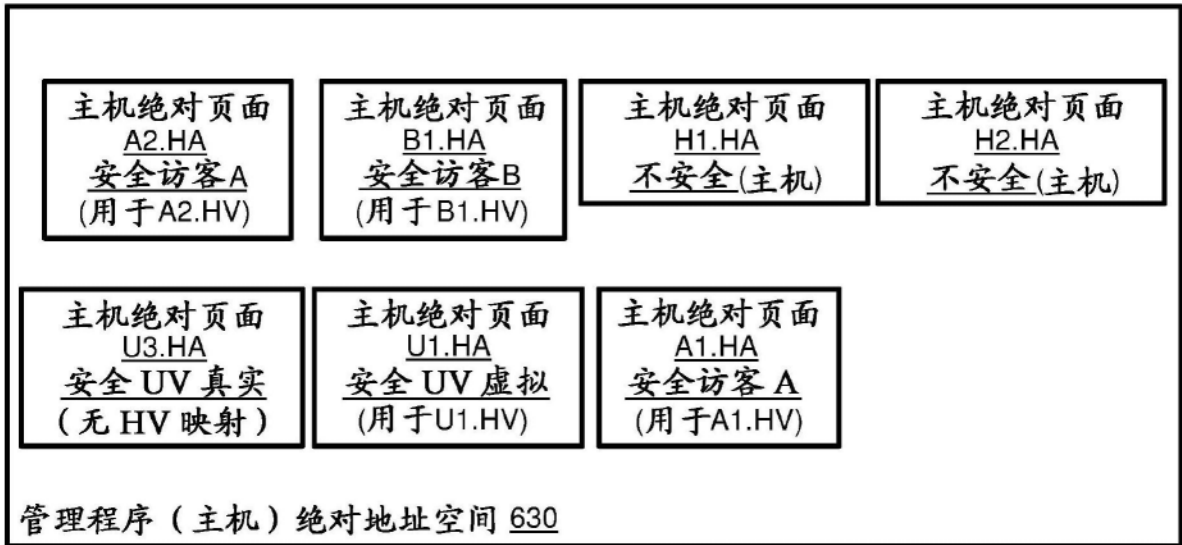 主机绝对页面
A2.HA
安全访客A
(用于A2.HV)
主机绝对页面
B1.HA
安全访客B
(用于B1.HV)
主机绝对页面
H1.HA
不安全(主机)
主机绝对页面
H2.HA
不安全(主机)
主机绝对页面
U3.HA
安全 UV 真实
(无 HV 映射)
主机绝对页面
U1.HA
安全 UV 虚拟
(用于U1.HV)
主机绝对页面
A1.HA
安全访客 A
(用于A1.HV)
管理程序(主机)绝对地址空间 630